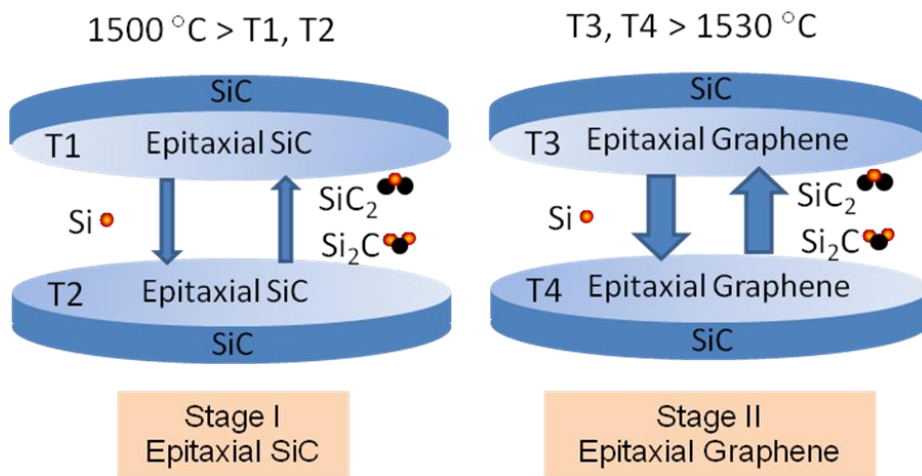 1500 °C > T1, T2
SiC
T1
Epitaxial SiC
Si
SiC₂
Si₂C
T2
Epitaxial SiC
SiC
Stage I
Epitaxial SiC
T3, T4 > 1530 °C
SiC
T3
Epitaxial Graphene
Si
SiC₂
Si₂C
T4
Epitaxial Graphene
SiC
Stage II
Epitaxial Graphene